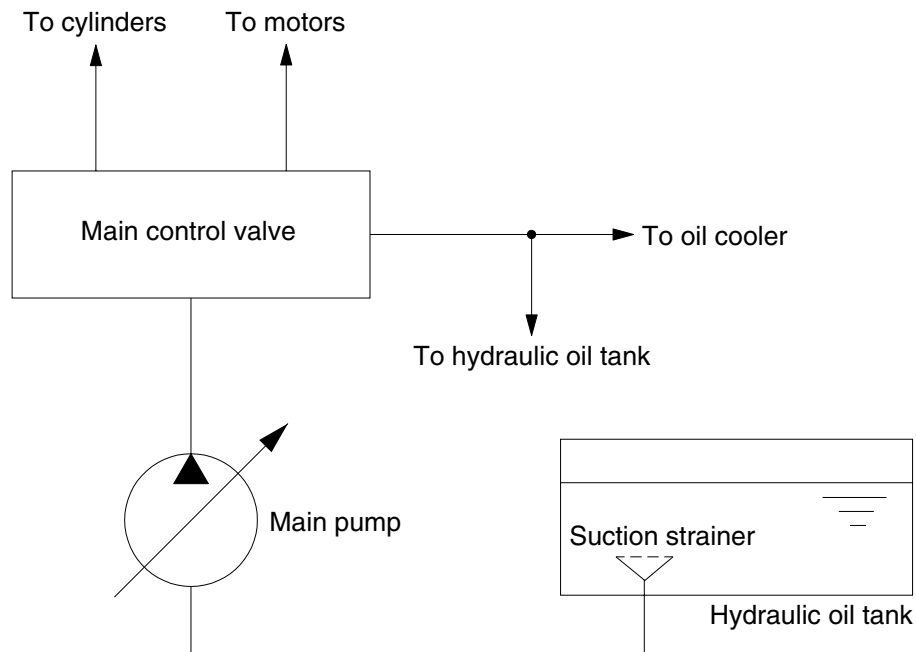 To cylinders
To motors
Main control valve
To oil cooler
To hydraulic oil tank
Main pump
Suction strainer
Hydraulic oil tank